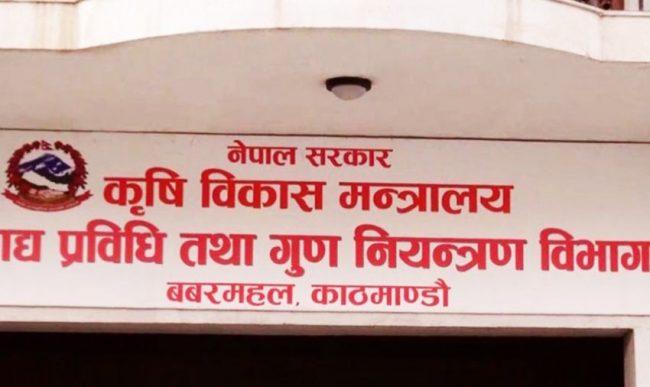 नेपाल सरकार
कृषि विकास मन्त्रालय
ाद्य प्रविधि तथा गुण नियन्त्रण विभाग
बबरमहल, काठमाण्डौ